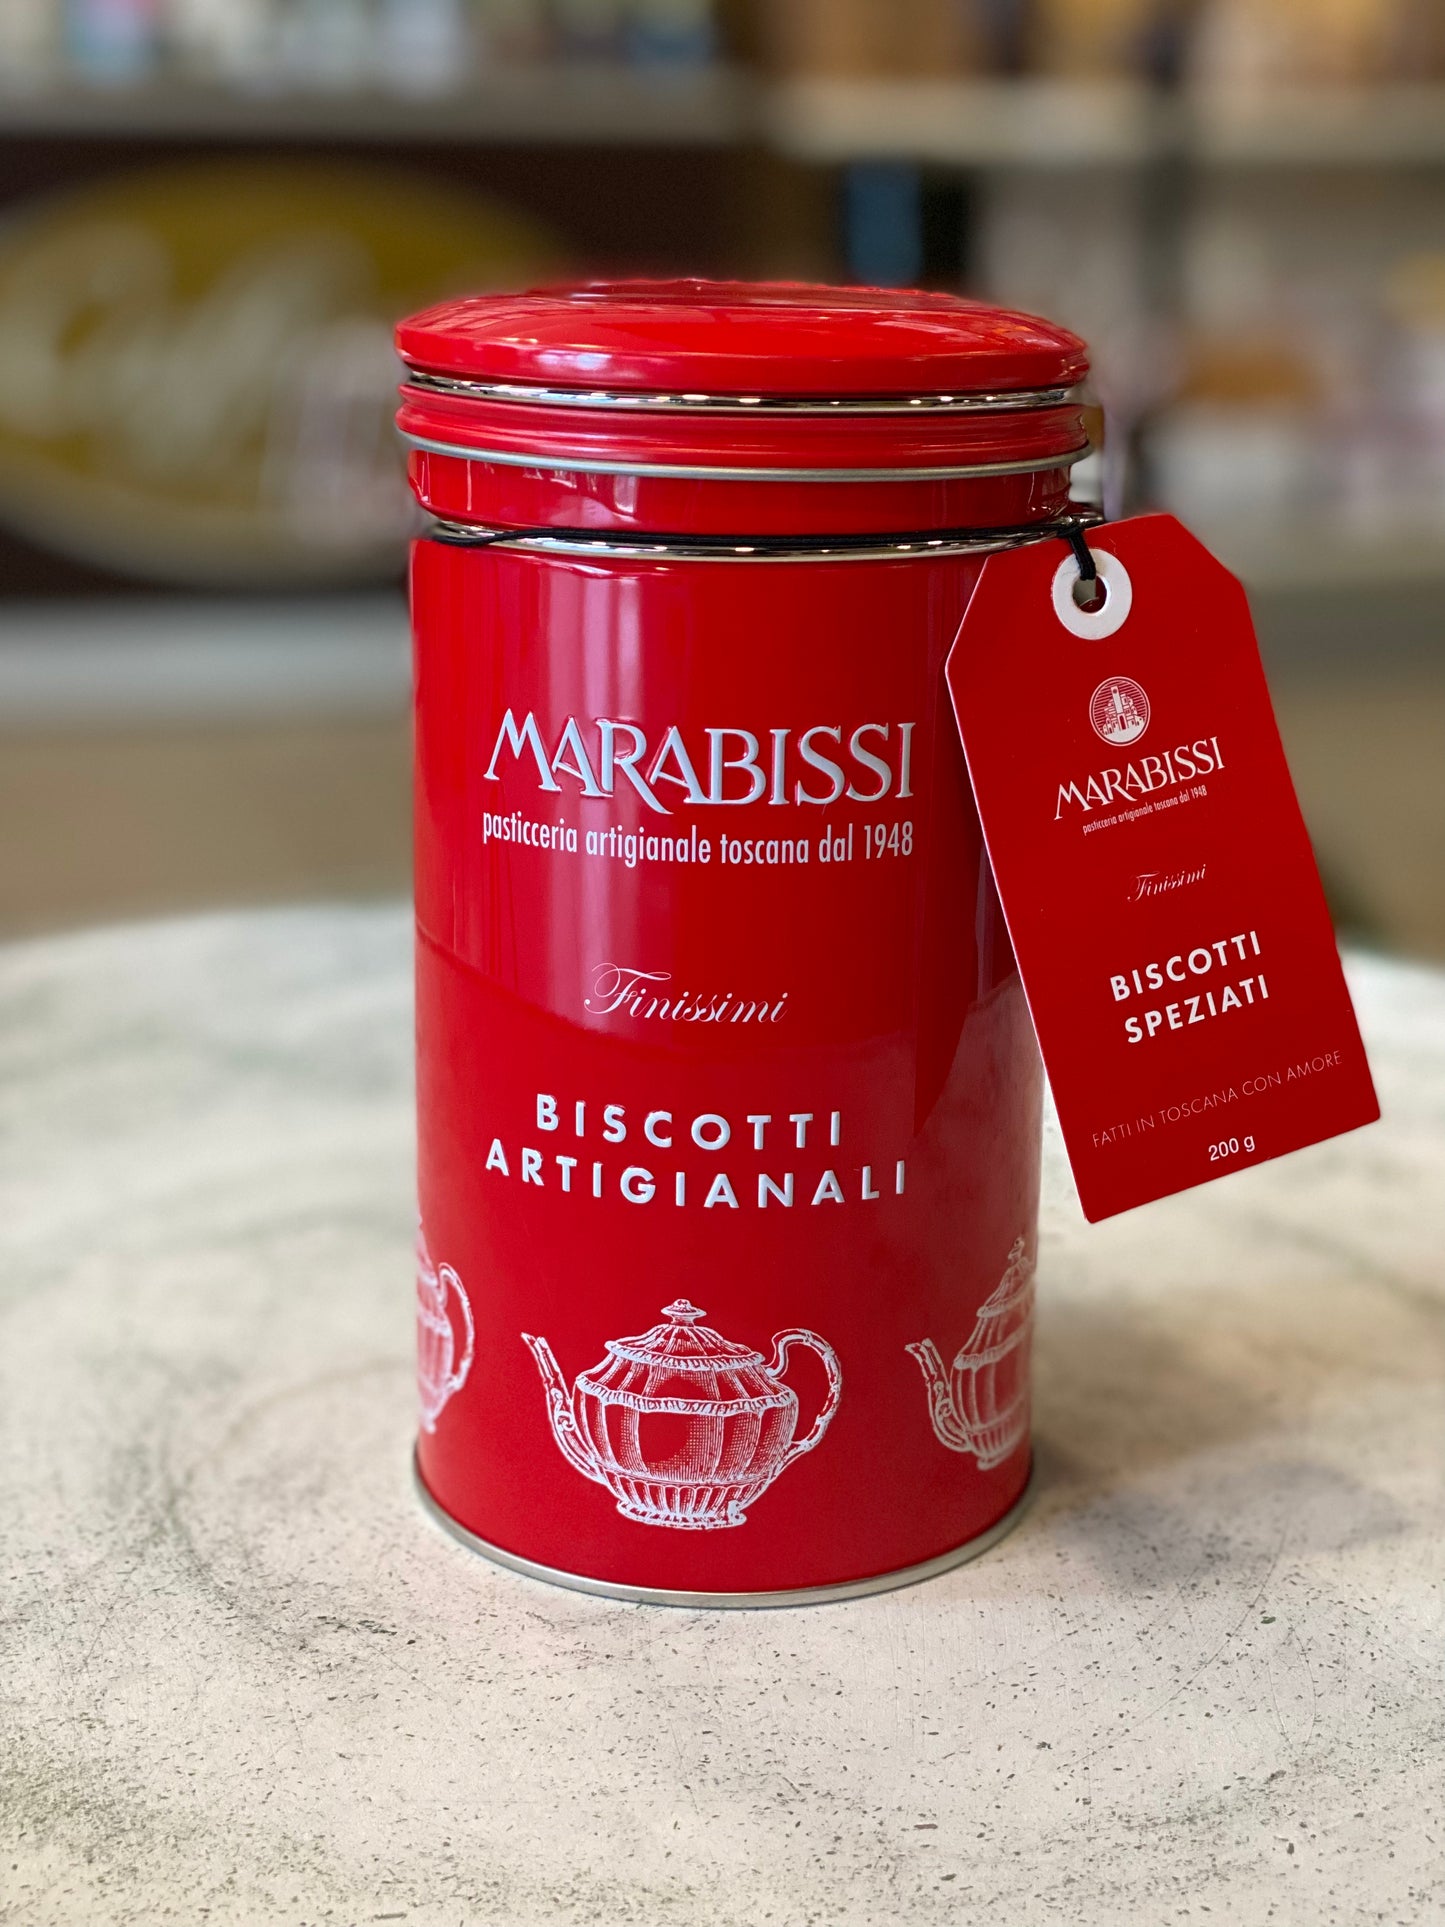 MARABISSI
pasticceria artigianale toscana dal 1948
Finissimi
BISCOTTI
ARTIGIANALI
MARABISSI
pasticceria artigianale toscana dal 1948
Finissimi
BISCOTTI
SPEZIATI
FATTI IN TOSCANA CON AMORE
200 g